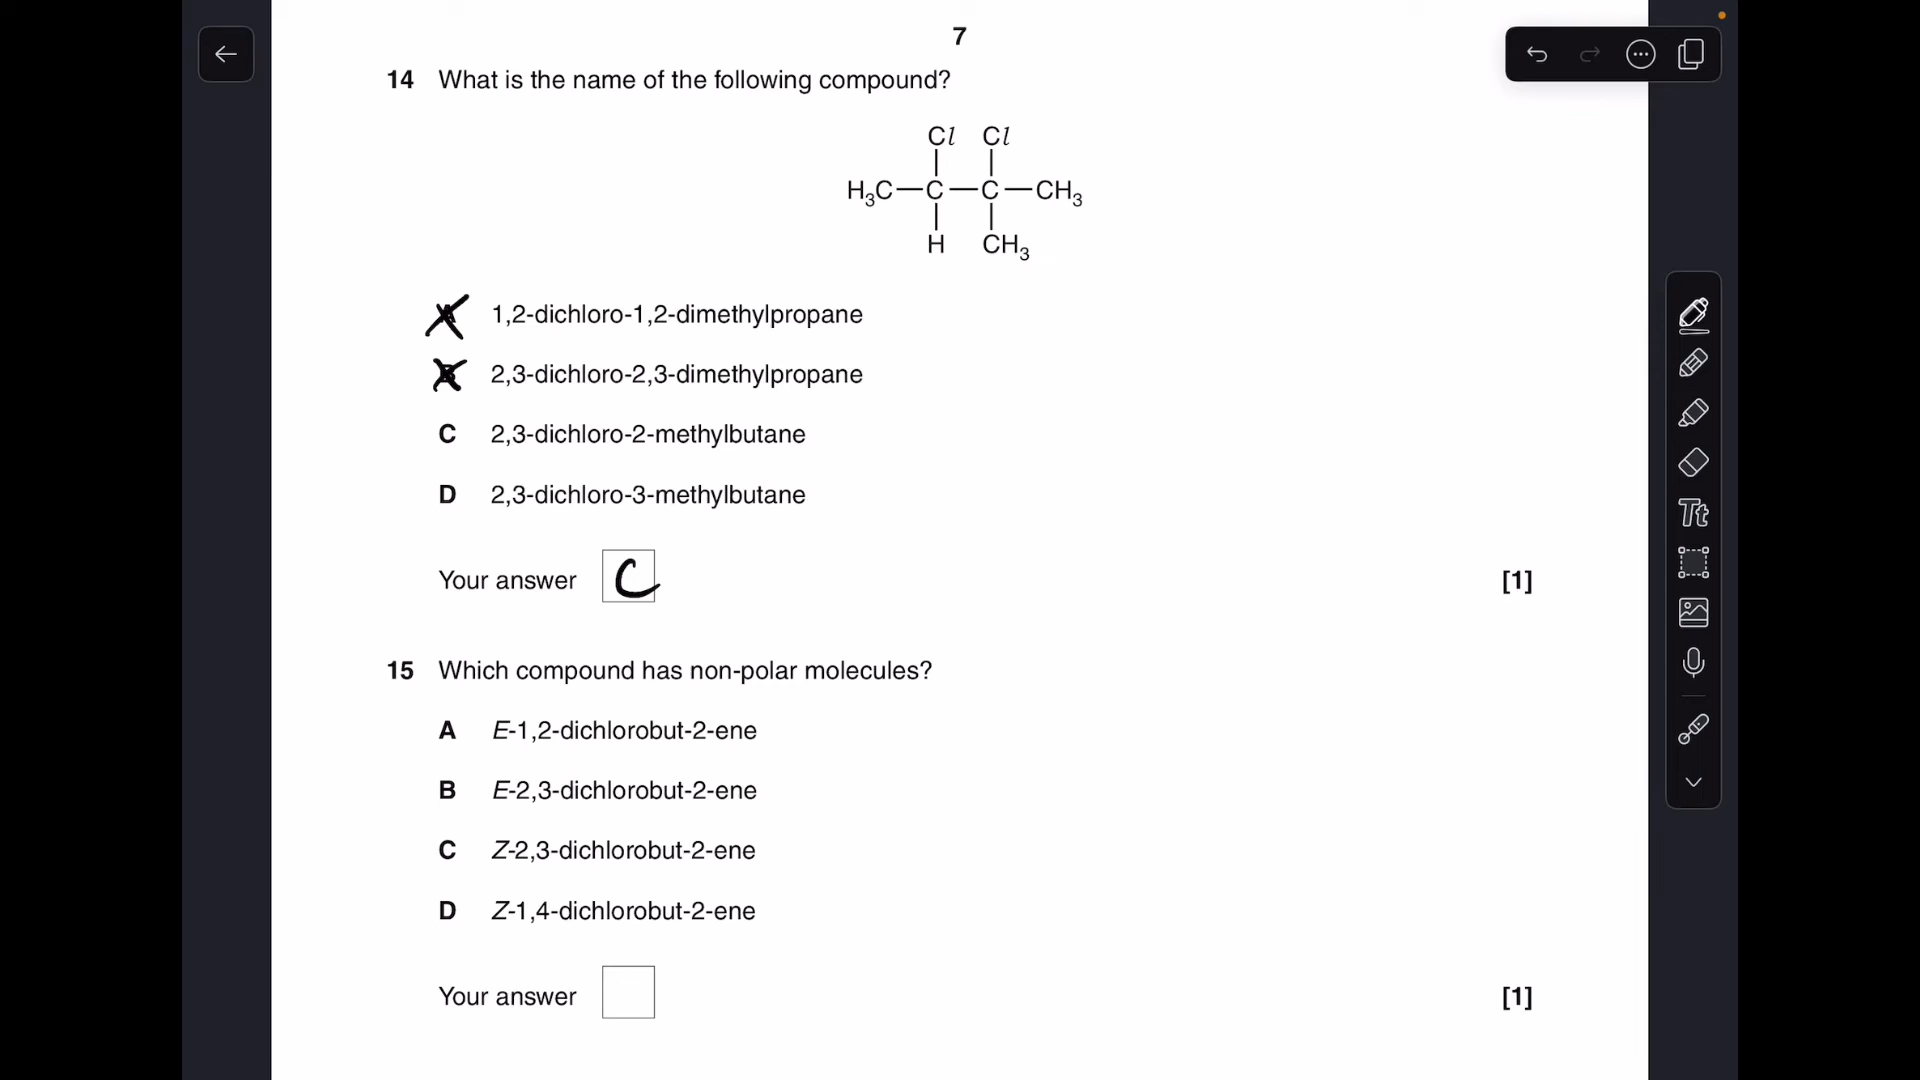 7
14 What is the name of the following compound?
Cl Cl
H3C—C—C—CH3
H CH3
A 1,2-dichloro-1,2-dimethylpropane
B 2,3-dichloro-2,3-dimethylpropane
C 2,3-dichloro-2-methylbutane
D 2,3-dichloro-3-methylbutane
Your answer C [1]
15 Which compound has non-polar molecules?
A E-1,2-dichlorobut-2-ene
B E-2,3-dichlorobut-2-ene
C Z-2,3-dichlorobut-2-ene
D Z-1,4-dichlorobut-2-ene
Your answer [1]
Tt